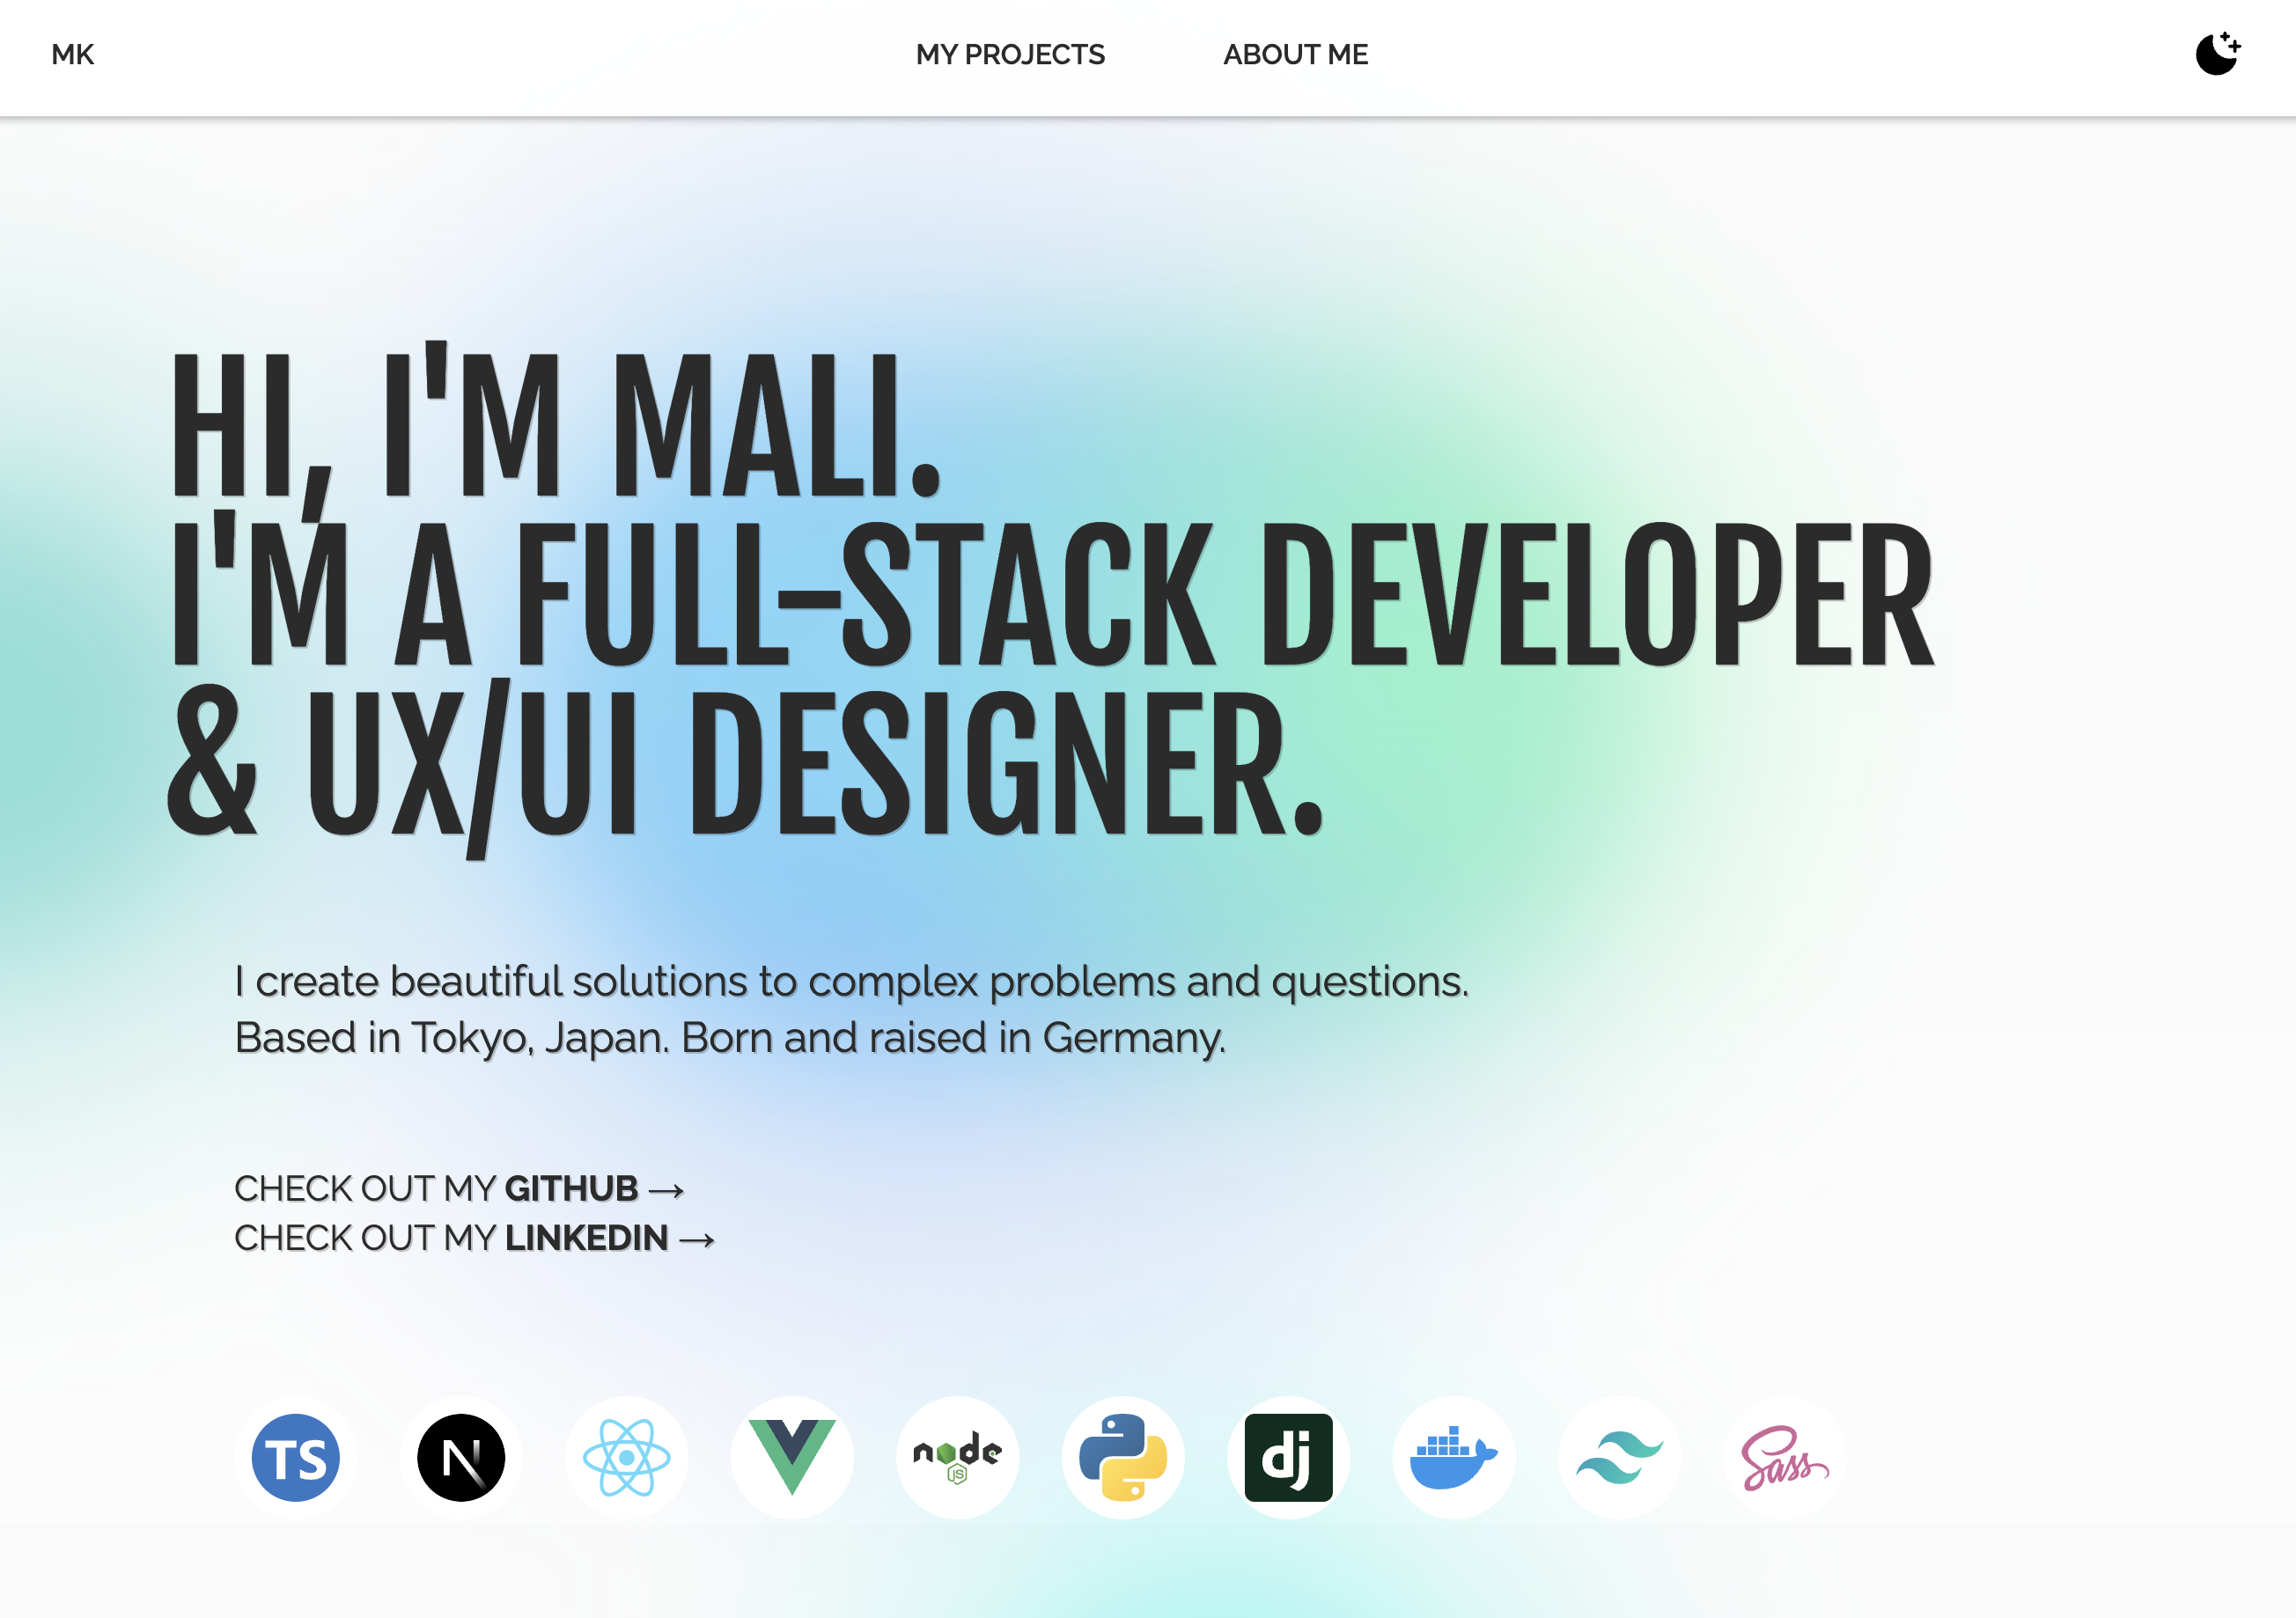 MK
MY PROJECTS
ABOUT ME
HI, I'M MALI.
I'M A FULL-STACK DEVELOPER
& UX/UI DESIGNER.
I create beautiful solutions to complex problems and questions.
Based in Tokyo, Japan. Born and raised in Germany.
CHECK OUT MY GITHUB →
CHECK OUT MY LINKEDIN →
TS
N
node
JS
dj
Sass